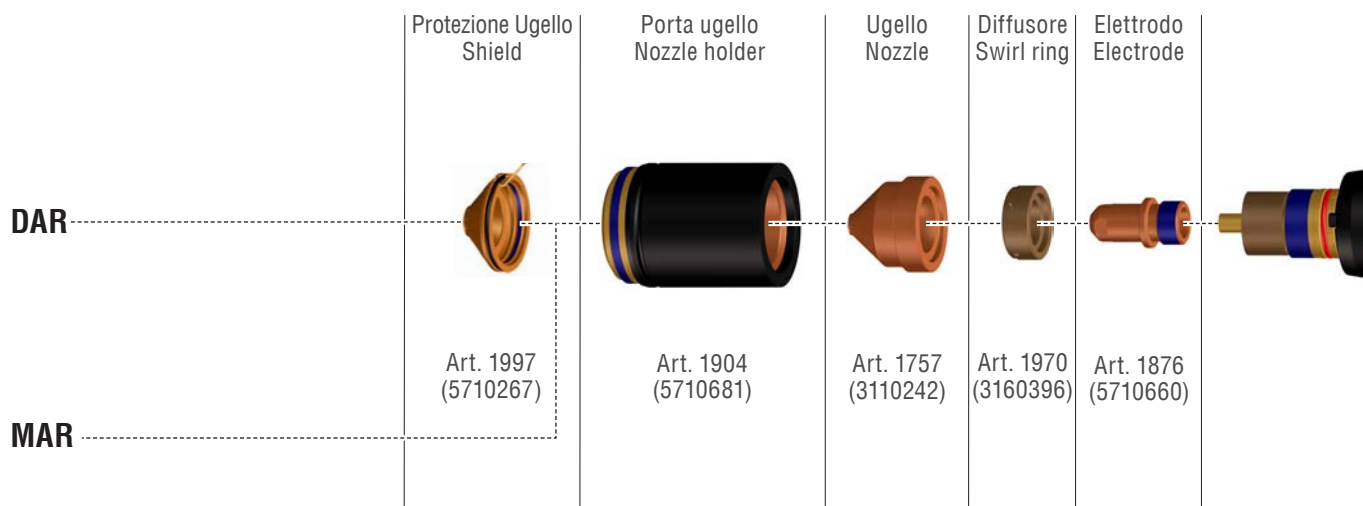 Protezione Ugello
Shield
Porta ugello
Nozzle holder
Ugello
Nozzle
Diffusore
Swirl ring
Elettrodo
Electrode
DAR
Art. 1997
(5710267)
Art. 1904
(5710681)
Art. 1757
(3110242)
Art. 1970
(3160396)
Art. 1876
(5710660)
MAR